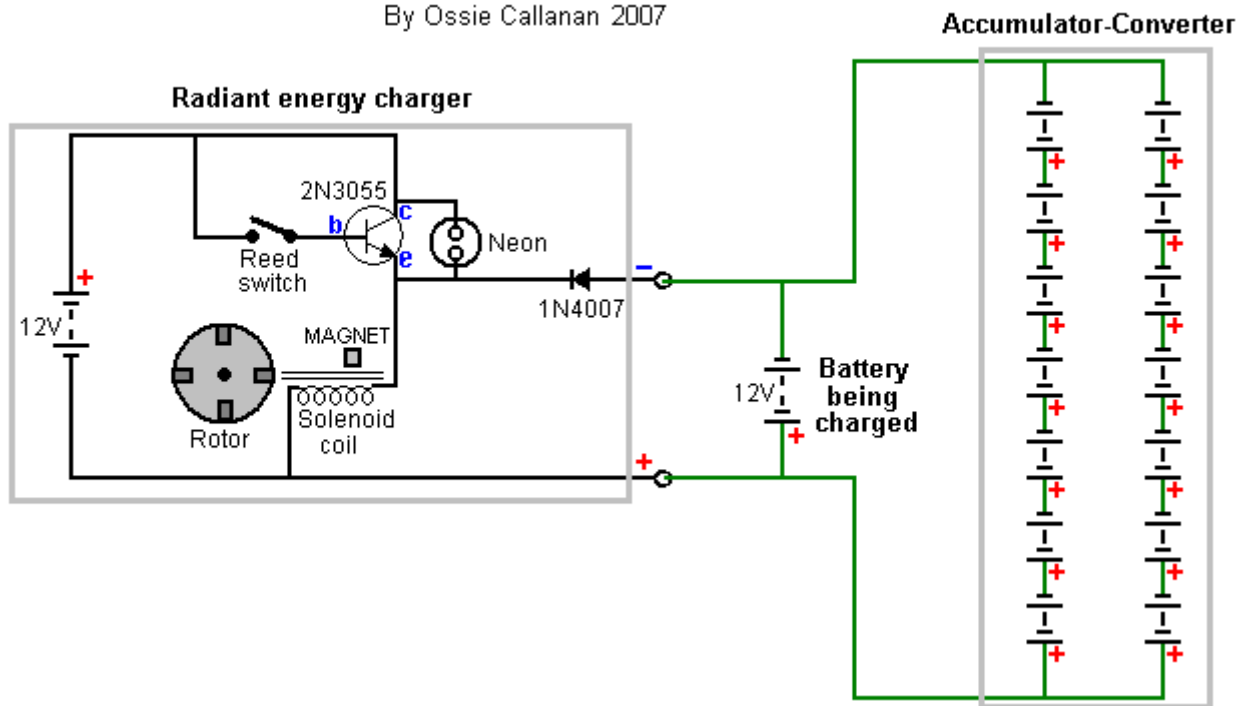 By Ossie Callanan 2007
Accumulator-Converter
Radiant energy charger
2N3055
c
b
e
Neon
Reed
switch
+
−
1N4007
12V
MAGNET
Solenoid
coil
Rotor
+
12V
Battery
being
charged
+
+ +
+ +
+ +
+ +
+ +
+ +
+ +